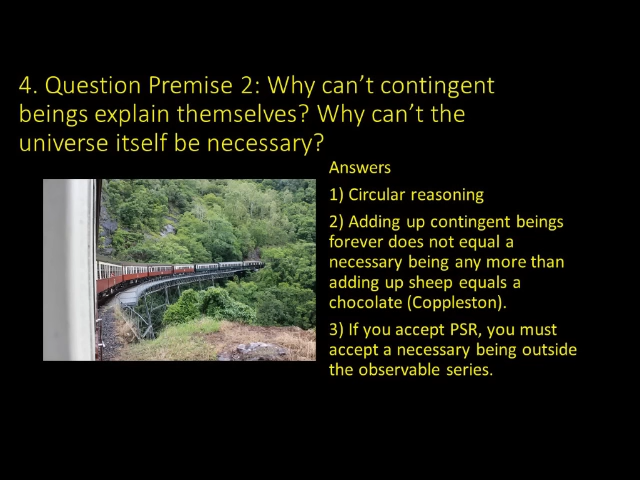 4. Question Premise 2: Why can’t contingent
beings explain themselves? Why can’t the
universe itself be necessary?
Answers
1) Circular reasoning
2) Adding up contingent beings
forever does not equal a
necessary being any more than
adding up sheep equals a
chocolate (Coppleston).
3) If you accept PSR, you must
accept a necessary being outside
the observable series.